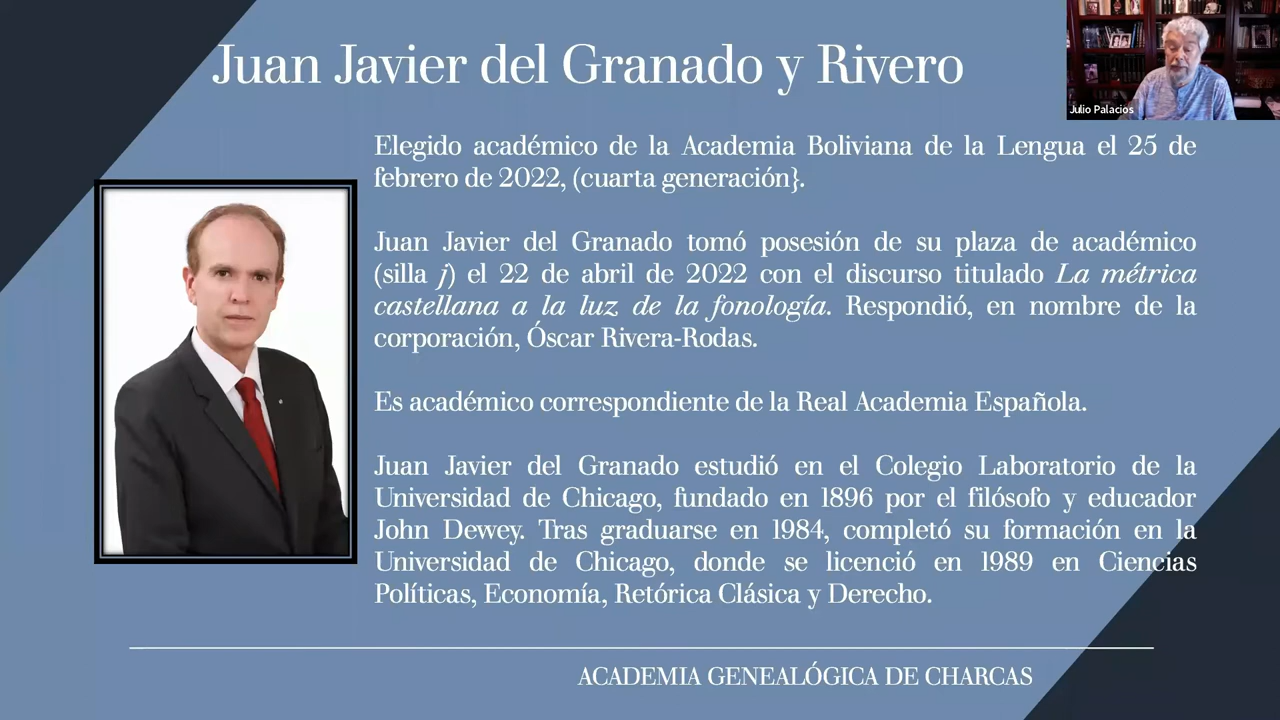 Juan Javier del Granado y Rivero
Julio Palacios
Elegido académico de la Academia Boliviana de la Lengua el 25 de
febrero de 2022, (cuarta generación}.
Juan Javier del Granado tomó posesión de su plaza de académico
(silla j) el 22 de abril de 2022 con el discurso titulado La métrica
castellana a la luz de la fonología. Respondió, en nombre de la
corporación, Óscar Rivera-Rodas.
Es académico correspondiente de la Real Academia Española.
Juan Javier del Granado estudió en el Colegio Laboratorio de la
Universidad de Chicago, fundado en 1896 por el filósofo y educador
John Dewey. Tras graduarse en 1984, completó su formación en la
Universidad de Chicago, donde se licenció en 1989 en Ciencias
Políticas, Economía, Retórica Clásica y Derecho.
ACADEMIA GENEALÓGICA DE CHARCAS